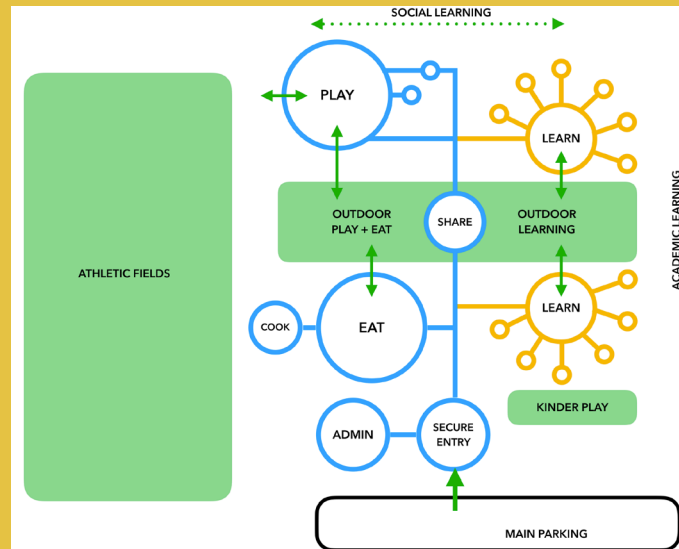 SOCIAL LEARNING
PLAY
LEARN
ACADEMIC LEARNING
OUTDOOR
PLAY + EAT
SHARE
OUTDOOR
LEARNING
ATHLETIC FIELDS
COOK
EAT
LEARN
KINDER PLAY
ADMIN
SECURE
ENTRY
MAIN PARKING